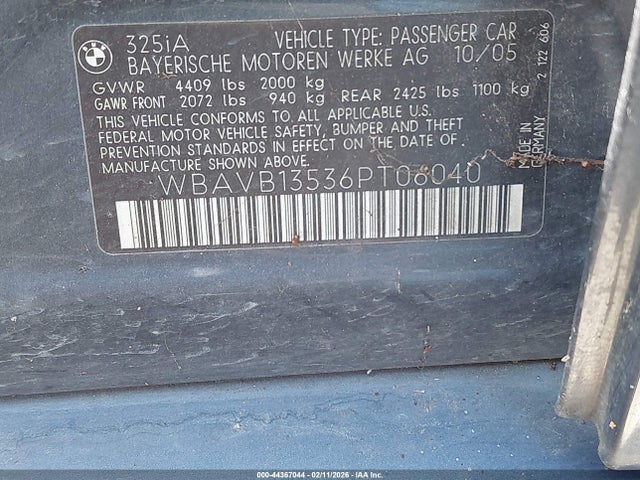 BMW
325iA VEHICLE TYPE: PASSENGER CAR
BAYERISCHE MOTOREN WERKE AG 10/05
GVWR 4409 lbs 2000 kg
GAWR FRONT 2072 lbs 940 kg REAR 2425 lbs 1100 kg
THIS VEHICLE CONFORMS TO ALL APPLICABLE U.S.
FEDERAL MOTOR VEHICLE SAFETY, BUMPER AND THEFT
PREVENTION STANDARDS IN EFFECT ON THE DATE OF
MANUFACTURE SHOWN ABOVE.
WBAVB13536PT06040
MADE IN
GERMANY
2 122 606
000-44367044 - 02/11/2026 - IAA Inc.